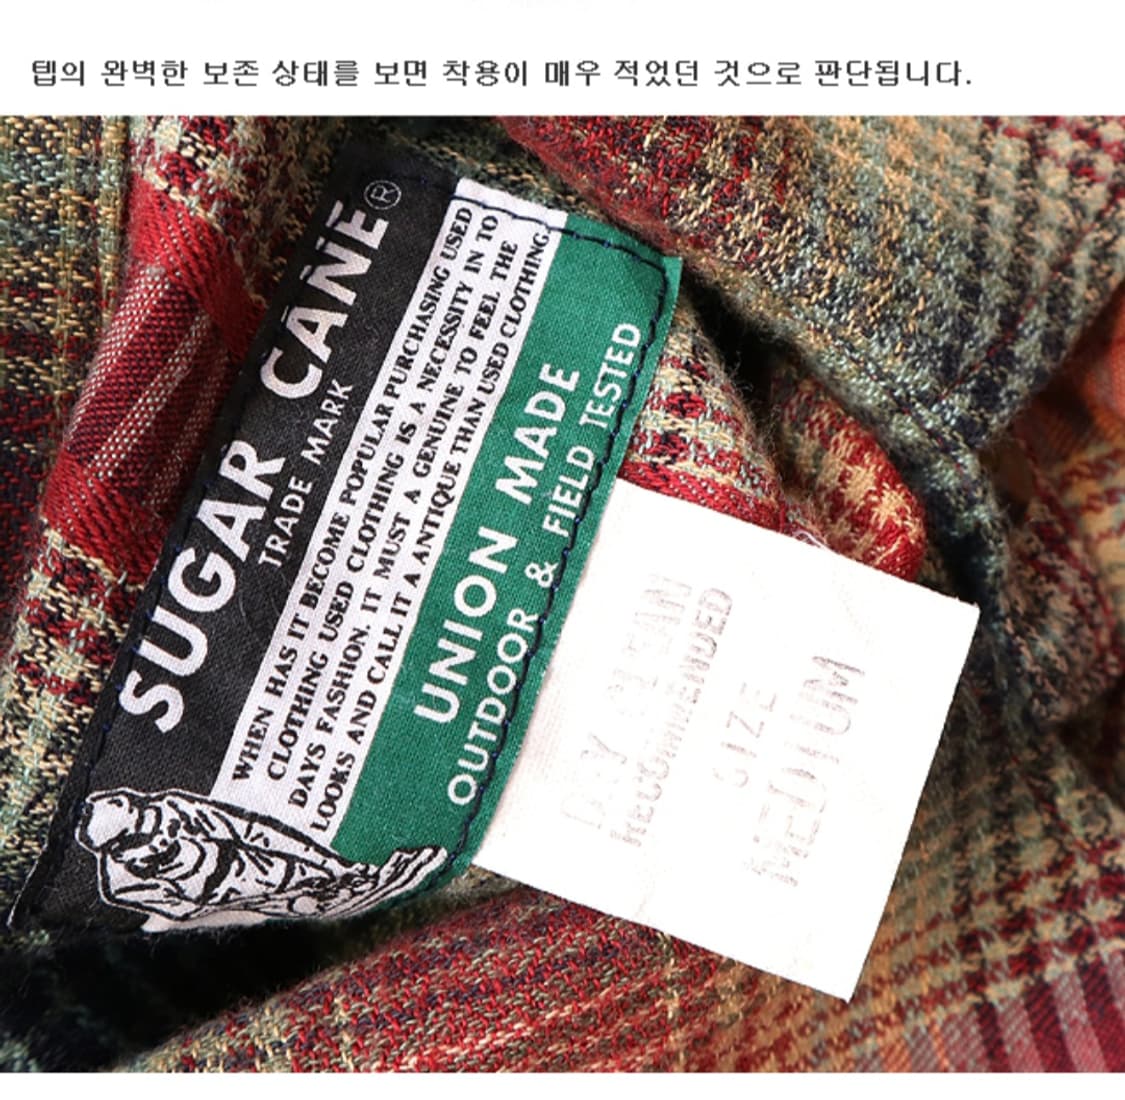 텝의 완벽한 보존 상태를 보면 착용이 매우 적었던 것으로 판단됩니다.
SUGAR CANE®
TRADE MARK
WHEN HAS IT BECOME POPULAR PURCHASING USED
CLOTHING USED CLOTHING IS A NECESSITY IN TO
DAYS FASHION. IT MUST A GENUINE TO FEEL THE
LOOKS AND CALL IT A ANTIQUE THAN USED CLOTHING.
UNION MADE
OUTDOOR & FIELD TESTED
DRY CLEAN
RECOMMENDED
SIZE
MEDIUM